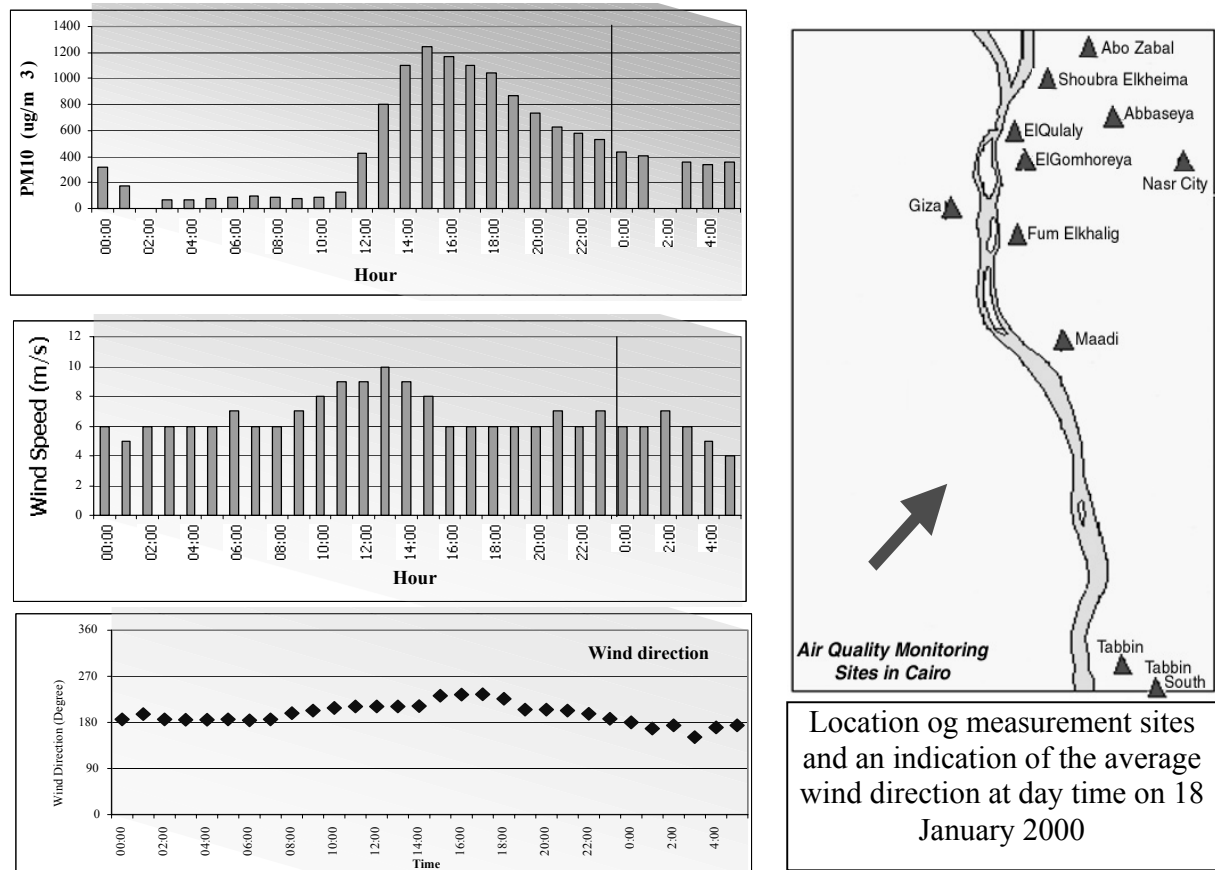 1400
1200
1000
800
600
400
200
0
PM10 (ug/m 3)
00:00
02:00
04:00
06:00
08:00
10:00
12:00
14:00
16:00
18:00
20:00
22:00
0:00
2:00
4:00
Hour
12
10
8
6
4
2
0
Wind Speed (m/s)
00:00
02:00
04:00
06:00
08:00
10:00
12:00
14:00
16:00
18:00
20:00
22:00
0:00
2:00
4:00
Hour
Wind direction
360
270
180
90
0
Wind Direction (Degree)
00:00
02:00
04:00
06:00
08:00
10:00
12:00
14:00
16:00
18:00
20:00
22:00
0:00
2:00
4:00
Time
Abo Zabal
Shoubra Elkheima
Abbaseya
ElQulaly
ElGomhoreya
Nasr City
Giza
Fum Elkhalig
Maadi
Tabbin
Tabbin
South
Air Quality Monitoring
Sites in Cairo
Location og measurement sites
and an indication of the average
wind direction at day time on 18
January 2000